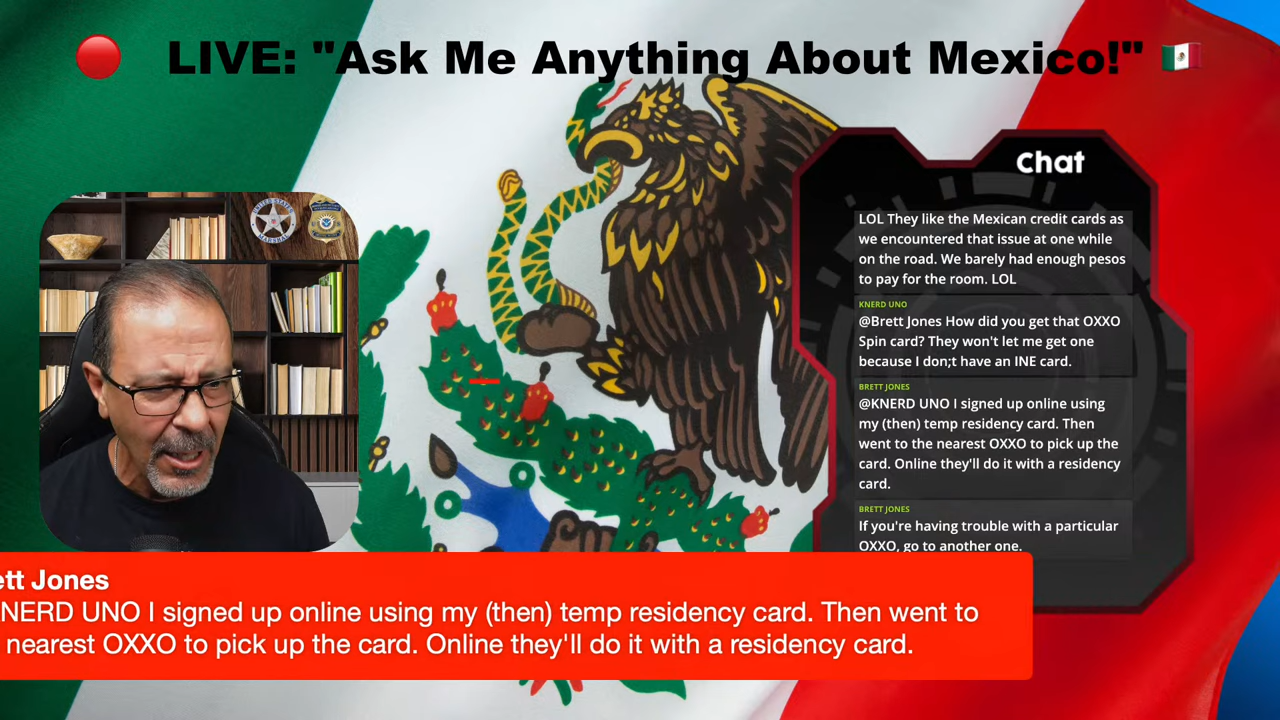 LIVE: "Ask Me Anything About Mexico!"
UNITED STATES
MARSHAL
Chat
LOL They like the Mexican credit cards as
we encountered that issue at one while
on the road. We barely had enough pesos
to pay for the room. LOL
KNERD UNO
@Brett Jones How did you get that OXXO
Spin card? They won't let me get one
because I don;t have an INE card.
BRETT JONES
@KNERD UNO I signed up online using
my (then) temp residency card. Then
went to the nearest OXXO to pick up the
card. Online they'll do it with a residency
card.
BRETT JONES
If you're having trouble with a particular
OXXO, go to another one.
ett Jones
NERD UNO I signed up online using my (then) temp residency card. Then went to
nearest OXXO to pick up the card. Online they'll do it with a residency card.